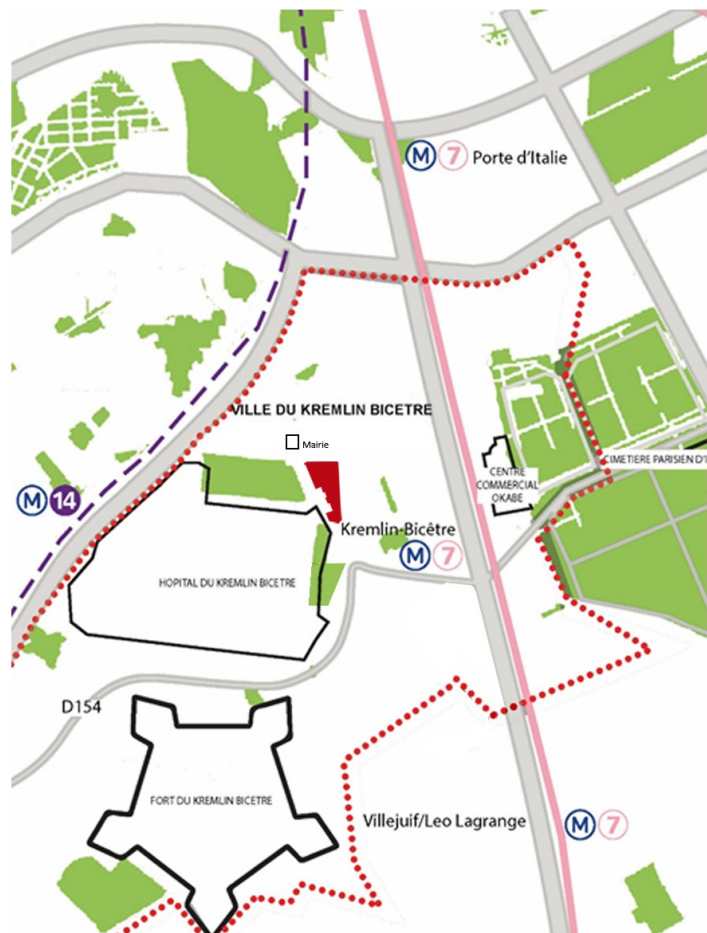 M 7 Porte d'Italie
VILLE DU KREMLIN BICETRE
Mairie
CENTRE
COMMERCIAL
OKABE
CIMETIERE PARISIEN D'I
M 14
Kremlin-Bicêtre
M 7
HOPITAL DU KREMLIN BICETRE
D154
FORT DU KREMLIN BICETRE
Villejuif/Leo Lagrange
M 7